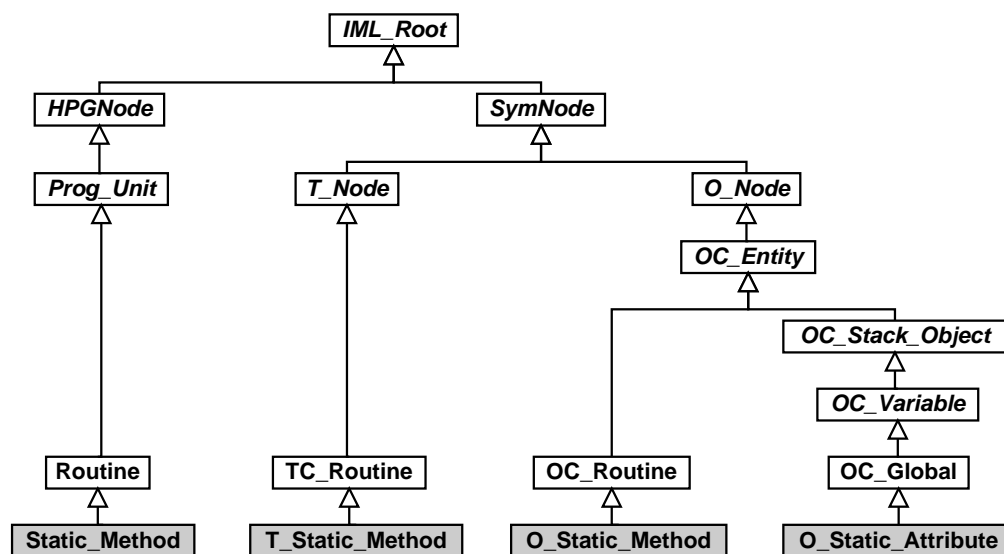 IML_Root
HPGNode
SymNode
Prog_Unit
T_Node
O_Node
OC_Entity
OC_Stack_Object
OC_Variable
Routine
TC_Routine
OC_Routine
OC_Global
Static_Method
T_Static_Method
O_Static_Method
O_Static_Attribute